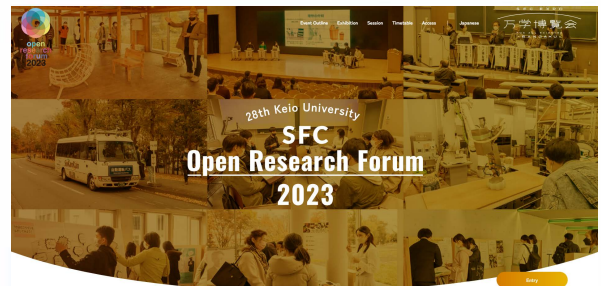 open
research
forum
2023
Event Outline Exhibition Session Timetable Access Japanese
万学博覧会
28th Keio University
SFC
Open Research Forum
2023
Entry